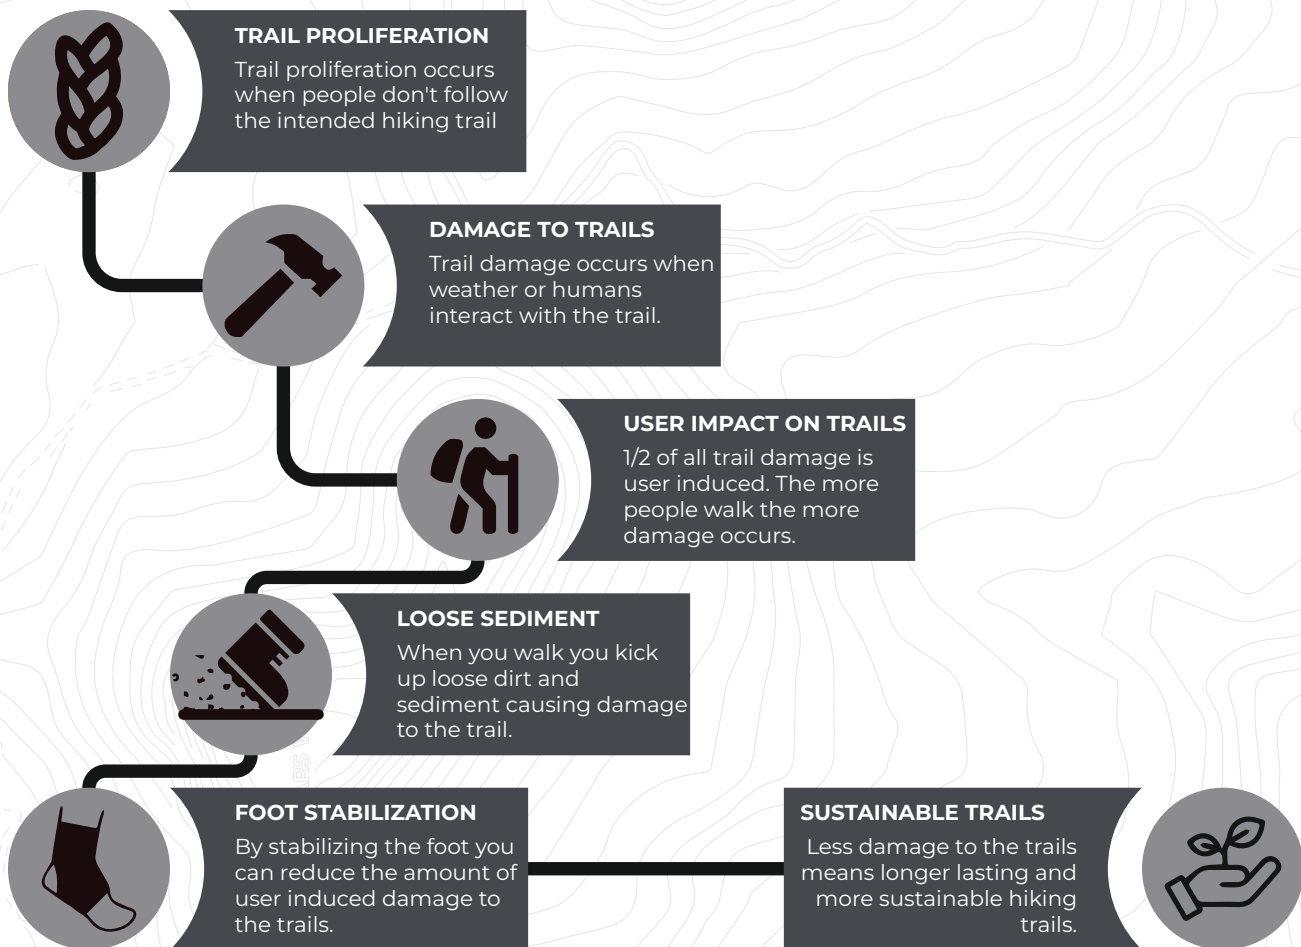 TRAIL PROLIFERATION
Trail proliferation occurs
when people don't follow
the intended hiking trail
DAMAGE TO TRAILS
Trail damage occurs when
weather or humans
interact with the trail.
USER IMPACT ON TRAILS
1/2 of all trail damage is
user induced. The more
people walk the more
damage occurs.
LOOSE SEDIMENT
When you walk you kick
up loose dirt and
sediment causing damage
to the trail.
FOOT STABILIZATION
By stabilizing the foot you
can reduce the amount of
user induced damage to
the trails.
SUSTAINABLE TRAILS
Less damage to the trails
means longer lasting and
more sustainable hiking
trails.